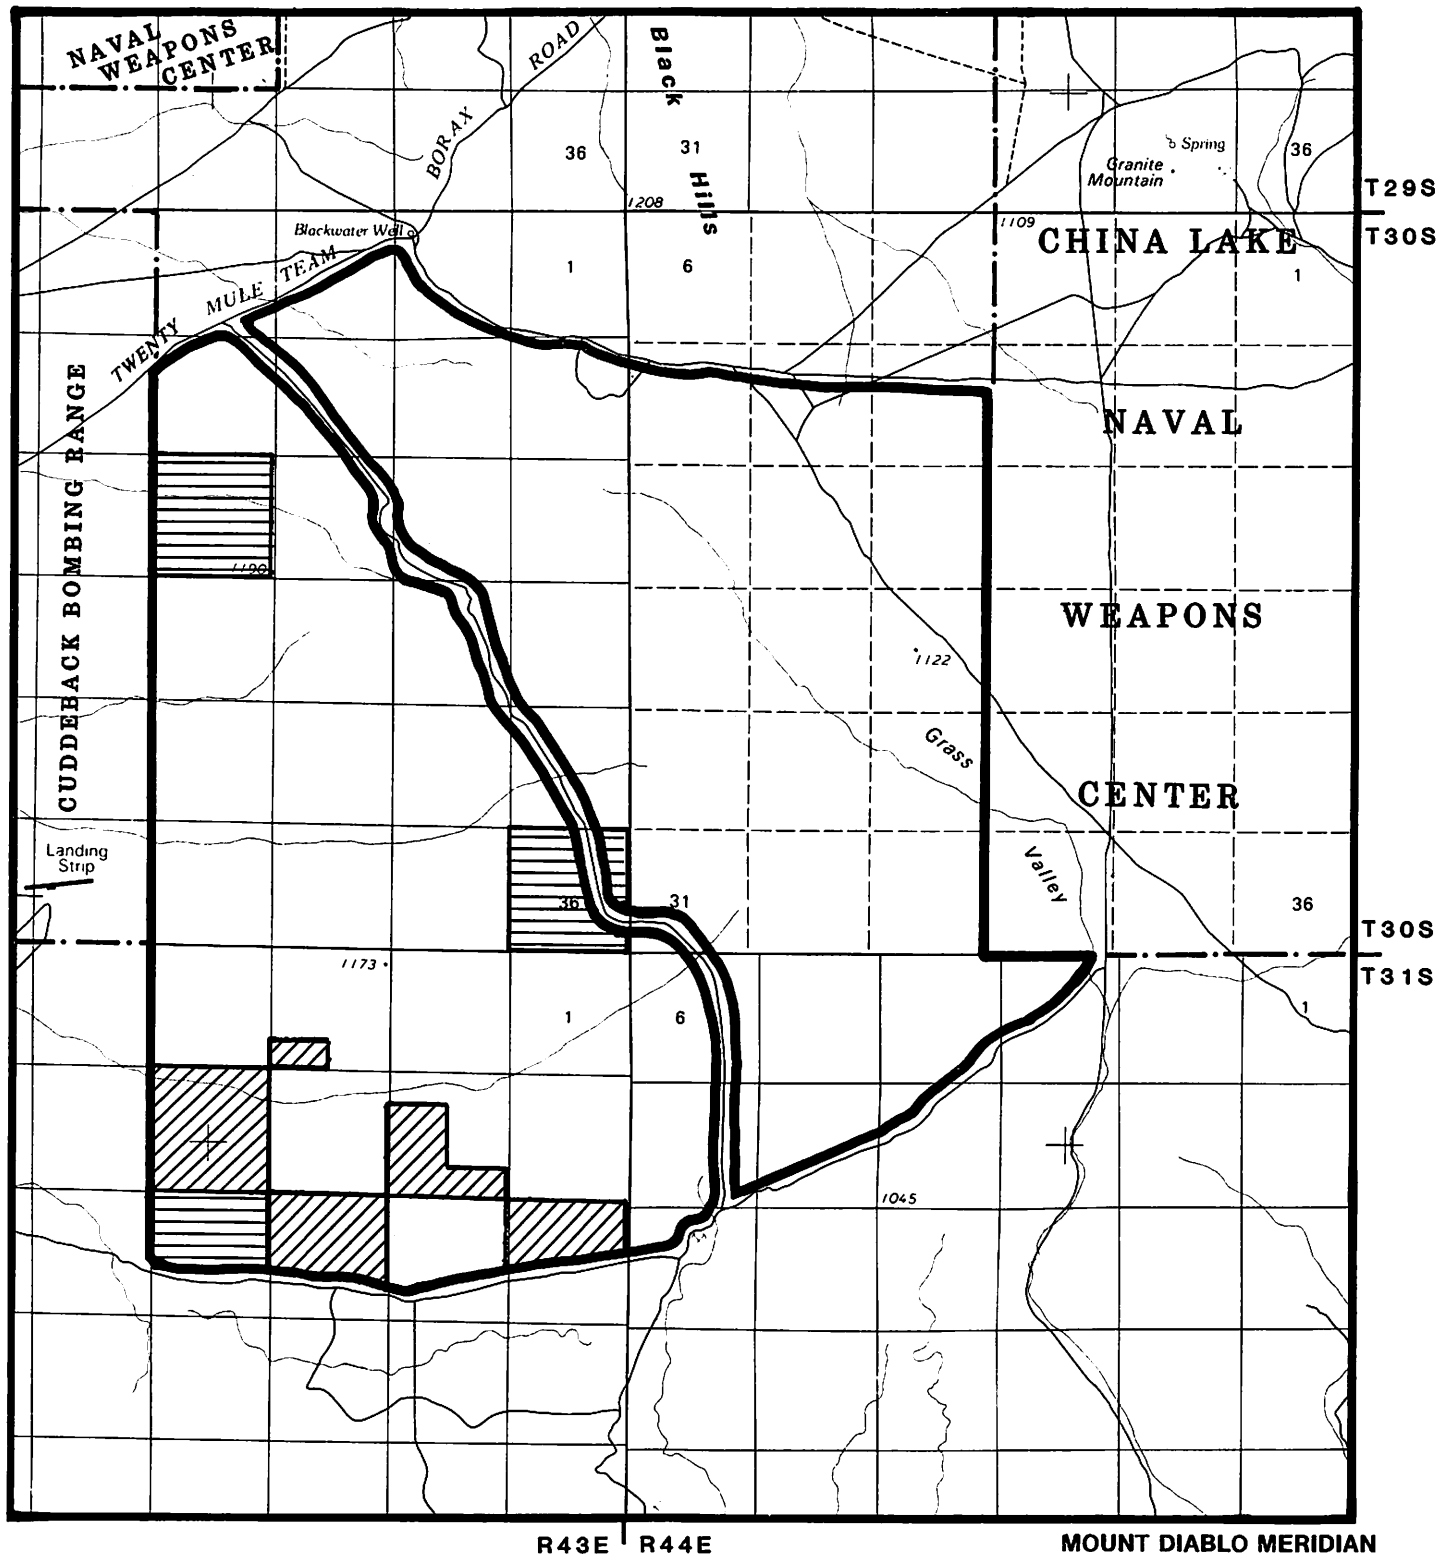 NAVAL
WEAPONS
CENTER
BORAX ROAD
Black
Hills
36
31
Spring
Granite
Mountain
36
T29S
1208
1109
T30S
Blackwater Well
CHINA LAKE
TWENTY MULE TEAM
1
6
1
CUDDEBACK BOMBING RANGE
NAVAL
1190
WEAPONS
1122
Grass
CENTER
Landing
Strip
Valley
36
31
36
T30S
1173
T31S
1
6
1
1045
R43E
R44E
MOUNT DIABLO MERIDIAN